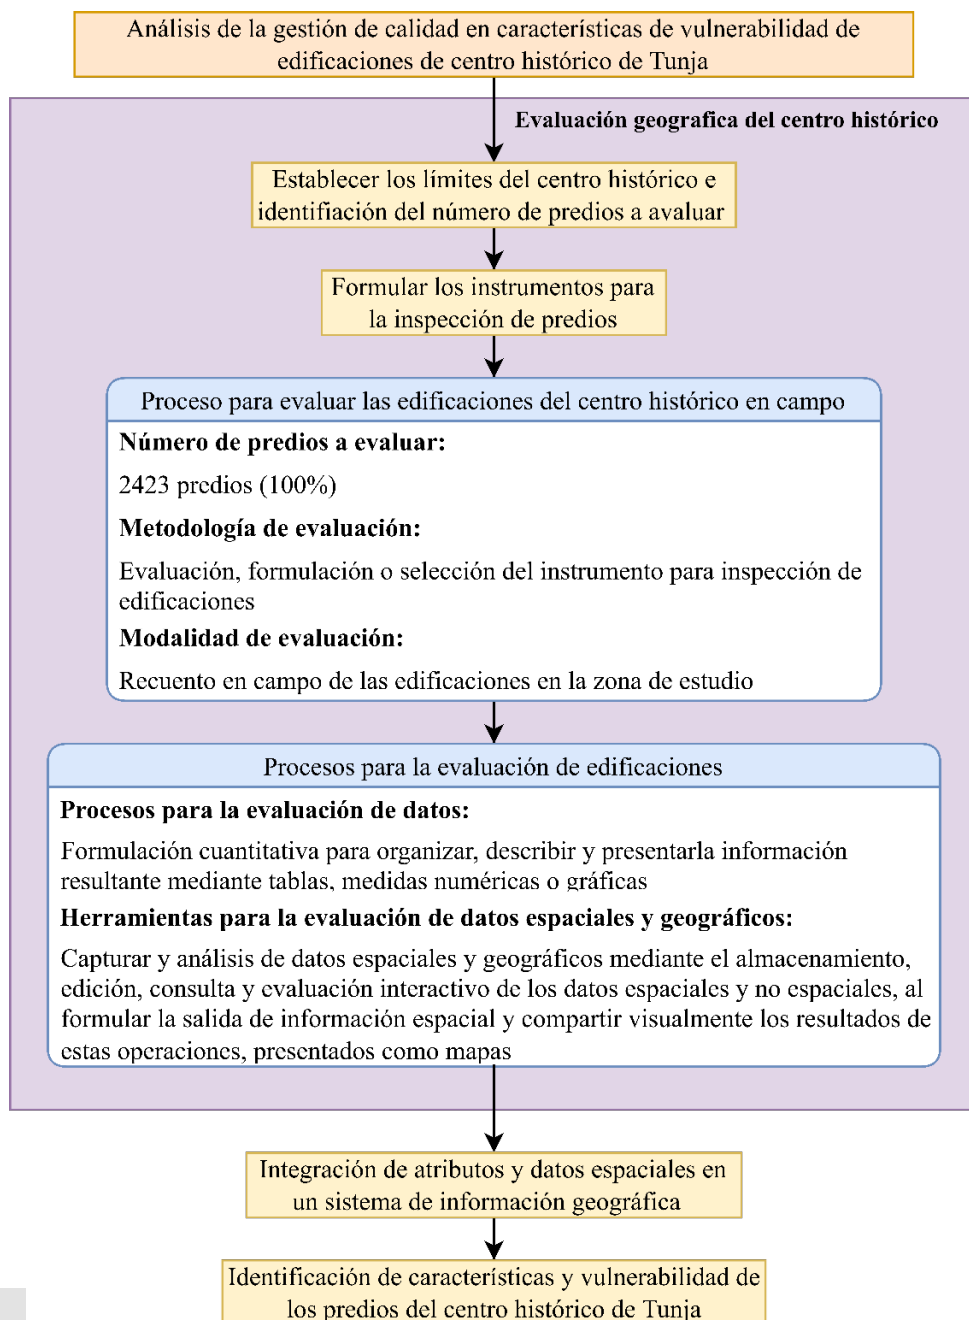 Análisis de la gestión de calidad en características de vulnerabilidad de
edificaciones de centro histórico de Tunja
Evaluación geografica del centro histórico
Establecer los límites del centro histórico e
identifiación del número de predios a avaluar
Formular los instrumentos para
la inspección de predios
Proceso para evaluar las edificaciones del centro histórico en campo
Número de predios a evaluar:
2423 predios (100%)
Metodología de evaluación:
Evaluación, formulación o selección del instrumento para inspección de
edificaciones
Modalidad de evaluación:
Recuento en campo de las edificaciones en la zona de estudio
Procesos para la evaluación de edificaciones
Procesos para la evaluación de datos:
Formulación cuantitativa para organizar, describir y presentarla información
resultante mediante tablas, medidas numéricas o gráficas
Herramientas para la evaluación de datos espaciales y geográficos:
Capturar y análisis de datos espaciales y geográficos mediante el almacenamiento,
edición, consulta y evaluación interactivo de los datos espaciales y no espaciales, al
formular la salida de información espacial y compartir visualmente los resultados de
estas operaciones, presentados como mapas
Integración de atributos y datos espaciales en
un sistema de información geográfica
Identificación de características y vulnerabilidad de
los predios del centro histórico de Tunja